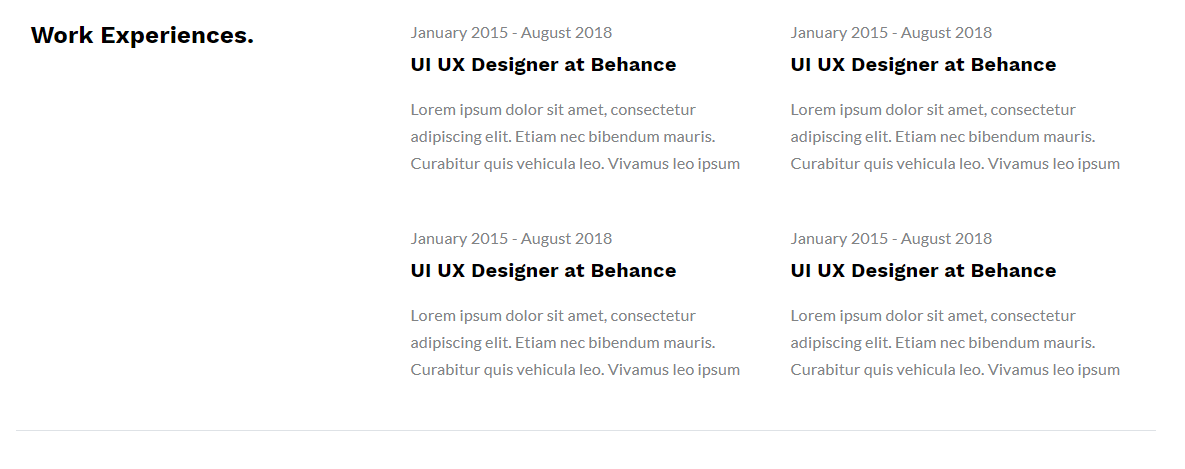 Work Experiences.
January 2015 - August 2018
UI UX Designer at Behance
Lorem ipsum dolor sit amet, consectetur
adipiscing elit. Etiam nec bibendum mauris.
Curabitur quis vehicula leo. Vivamus leo ipsum
January 2015 - August 2018
UI UX Designer at Behance
Lorem ipsum dolor sit amet, consectetur
adipiscing elit. Etiam nec bibendum mauris.
Curabitur quis vehicula leo. Vivamus leo ipsum
January 2015 - August 2018
UI UX Designer at Behance
Lorem ipsum dolor sit amet, consectetur
adipiscing elit. Etiam nec bibendum mauris.
Curabitur quis vehicula leo. Vivamus leo ipsum
January 2015 - August 2018
UI UX Designer at Behance
Lorem ipsum dolor sit amet, consectetur
adipiscing elit. Etiam nec bibendum mauris.
Curabitur quis vehicula leo. Vivamus leo ipsum